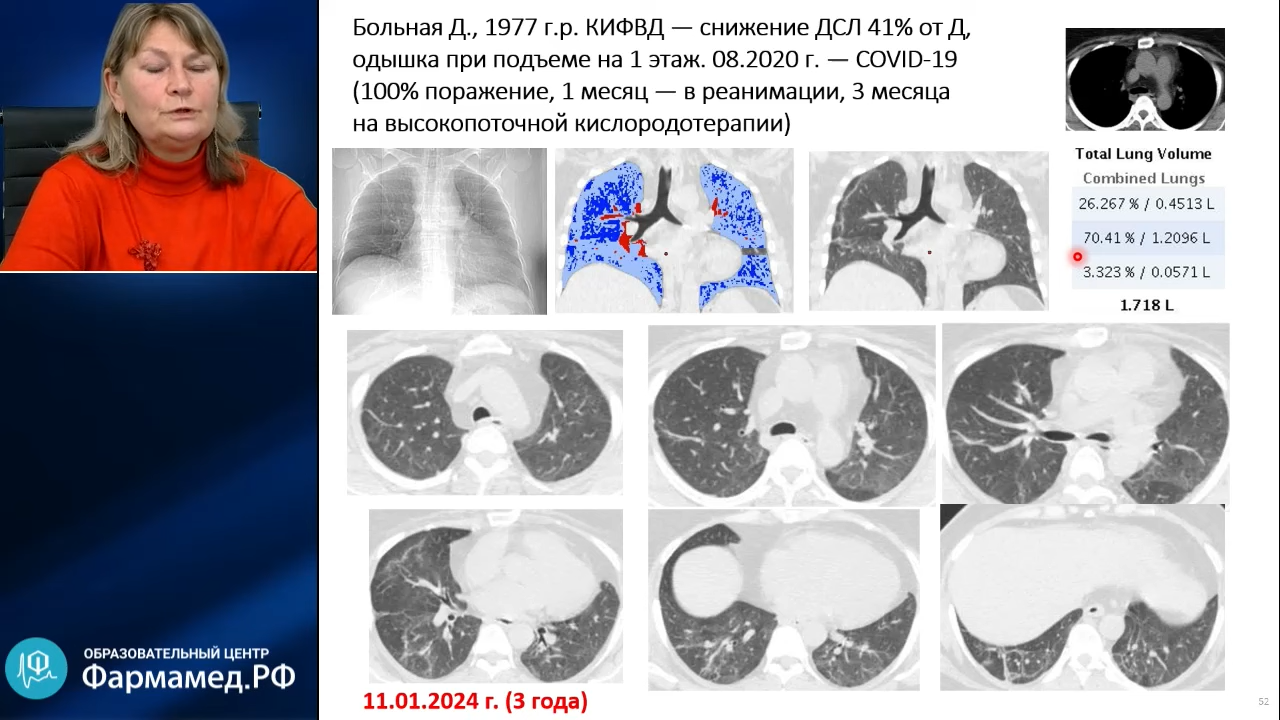 Больная Д., 1977 г.р. КИФВД — снижение ДСЛ 41% от Д,
одышка при подъеме на 1 этаж. 08.2020 г. — COVID-19
(100% поражение, 1 месяц — в реанимации, 3 месяца
на высокопоточной кислородотерапии)
Total Lung Volume
Combined Lungs
26.267 % / 0.4513 L
70.41 % / 1.2096 L
3.323 % / 0.0571 L
1.718 L
ОБРАЗОВАТЕЛЬНЫЙ ЦЕНТР
Фармамед.РФ
11.01.2024 г. (3 года)
52